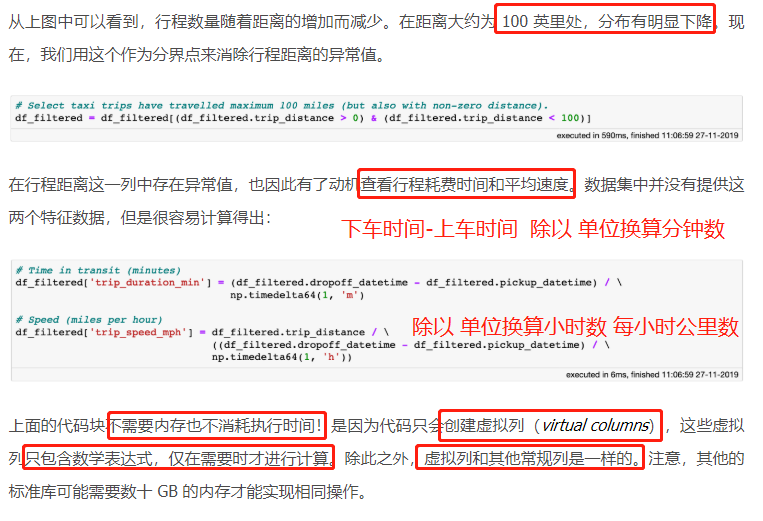 从上图中可以看到，行程数量随着距离的增加而减少。在距离大约为 100 英里处，分布有明显下降。现
在，我们用这个作为分界点来消除行程距离的异常值。
# Select taxi trips have travelled maximum 100 miles (but also with non-zero distance).
df_filtered = df_filtered[(df_filtered.trip_distance > 0) & (df_filtered.trip_distance < 100)]
executed in 590ms, finished 11:06:59 27-11-2019
在行程距离这一列中存在异常值，也因此有了动机查看行程耗费时间和平均速度。数据集中并没有提供这
两个特征数据，但是很容易计算得出：
下车时间-上车时间 除以 单位换算分钟数
# Time in transit (minutes)
df_filtered['trip_duration_min'] = (df_filtered.dropoff_datetime - df_filtered.pickup_datetime) / \
np.timedelta64(1, 'm')
# Speed (miles per hour)
df_filtered['trip_speed_mph'] = df_filtered.trip_distance / \
除以 单位换算小时数 每小时公里数
((df_filtered.dropoff_datetime - df_filtered.pickup_datetime) / \
np.timedelta64(1, 'h'))
executed in 6ms, finished 11:06:59 27-11-2019
上面的代码块不需要内存也不消耗执行时间！是因为代码只会创建虚拟列（virtual columns），这些虚拟
列只包含数学表达式，仅在需要时才进行计算。除此之外，虚拟列和其他常规列是一样的。注意，其他的
标准库可能需要数十 GB 的内存才能实现相同操作。